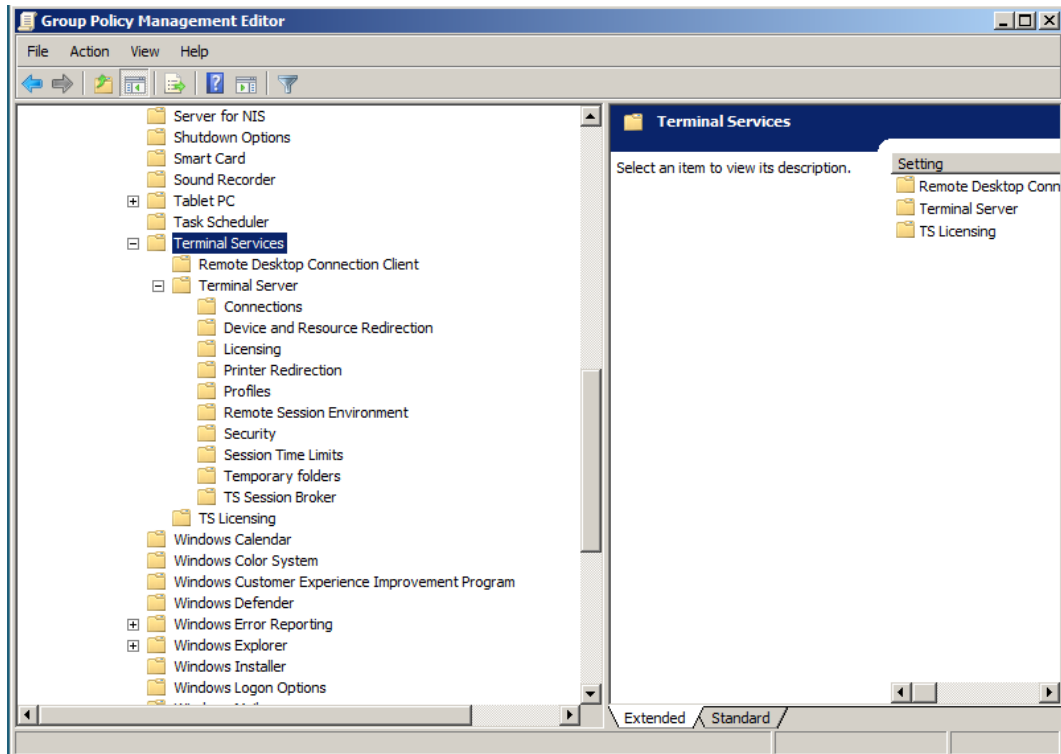 Group Policy Management Editor
File Action View Help
Server for NIS
Shutdown Options
Smart Card
Sound Recorder
Tablet PC
Task Scheduler
Terminal Services
Remote Desktop Connection Client
Terminal Server
Connections
Device and Resource Redirection
Licensing
Printer Redirection
Profiles
Remote Session Environment
Security
Session Time Limits
Temporary folders
TS Session Broker
TS Licensing
Windows Calendar
Windows Color System
Windows Customer Experience Improvement Program
Windows Defender
Windows Error Reporting
Windows Explorer
Windows Installer
Windows Logon Options
Terminal Services
Select an item to view its description.
Setting
Remote Desktop Conn
Terminal Server
TS Licensing
Extended Standard